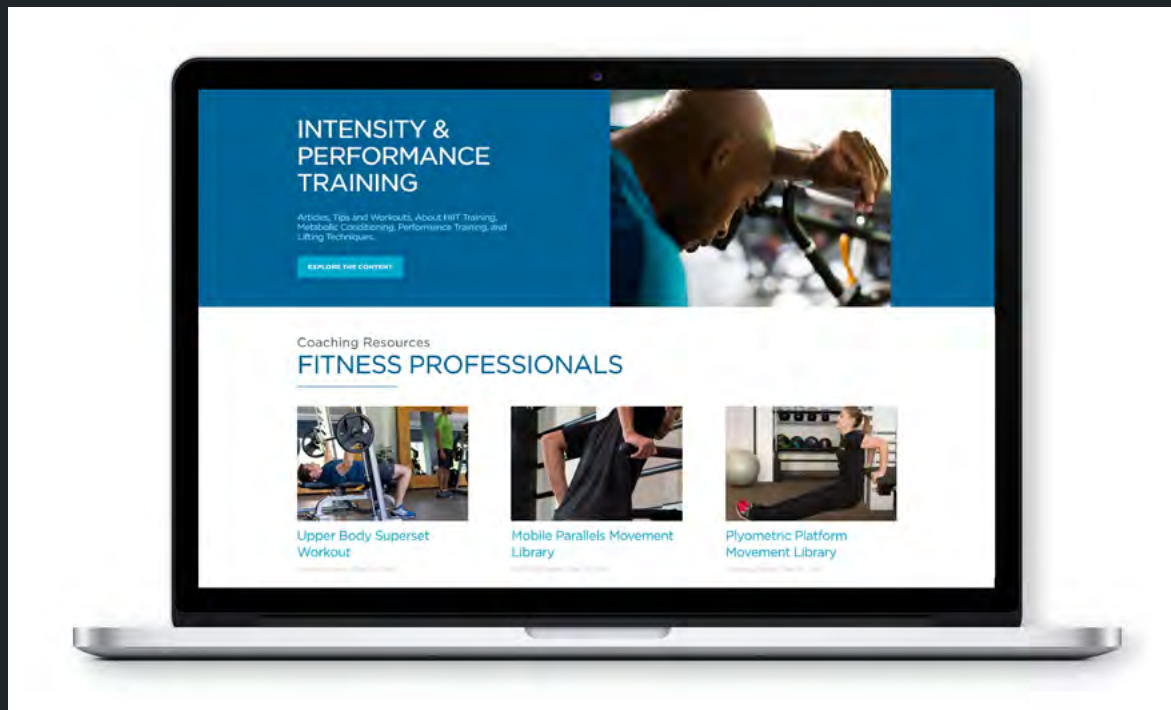 INTENSITY &
PERFORMANCE
TRAINING
Articles, Tips and Workouts, About HIIT Training,
Metabolic Conditioning, Performance Training, and
Lifting Techniques.
EXPLORE THE CONTENT
Coaching Resources
FITNESS PROFESSIONALS
Upper Body Superset
Workout
Mobile Parallels Movement
Library
Plyometric Platform
Movement Library